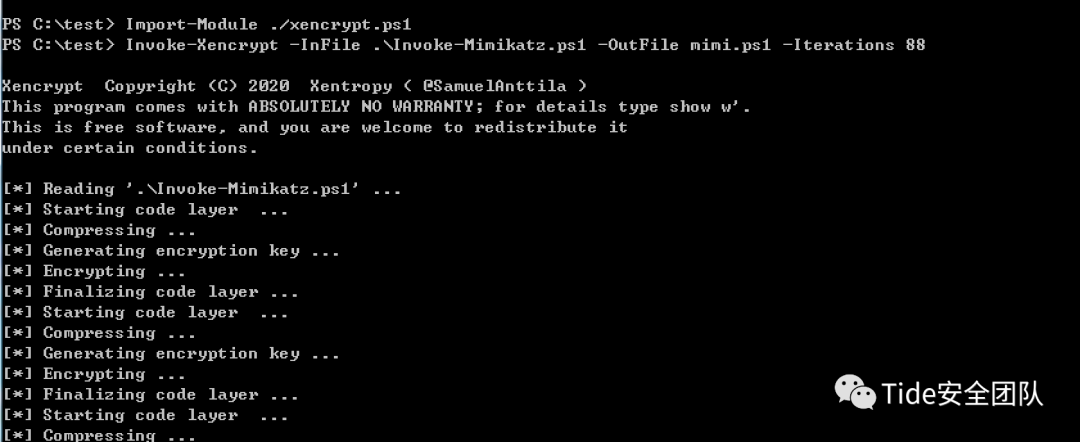 PS C:\test> Import-Module ./xencrypt.ps1
PS C:\test> Invoke-Xencrypt -InFile .\Invoke-Mimikatz.ps1 -OutFile mimi.ps1 -Iterations 88
Xencrypt  Copyright (C) 2020  Xentropy ( @SamuelAnttila )
This program comes with ABSOLUTELY NO WARRANTY; for details type show w'.
This is free software, and you are welcome to redistribute it
under certain conditions.
[*] Reading '.\Invoke-Mimikatz.ps1' ...
[*] Starting code layer  ...
[*] Compressing ...
[*] Generating encryption key ...
[*] Encrypting ...
[*] Finalizing code layer ...
[*] Starting code layer  ...
[*] Compressing ...
[*] Generating encryption key ...
[*] Encrypting ...
[*] Finalizing code layer ...
[*] Starting code layer  ...
[*] Compressing ...
Tide安全团队